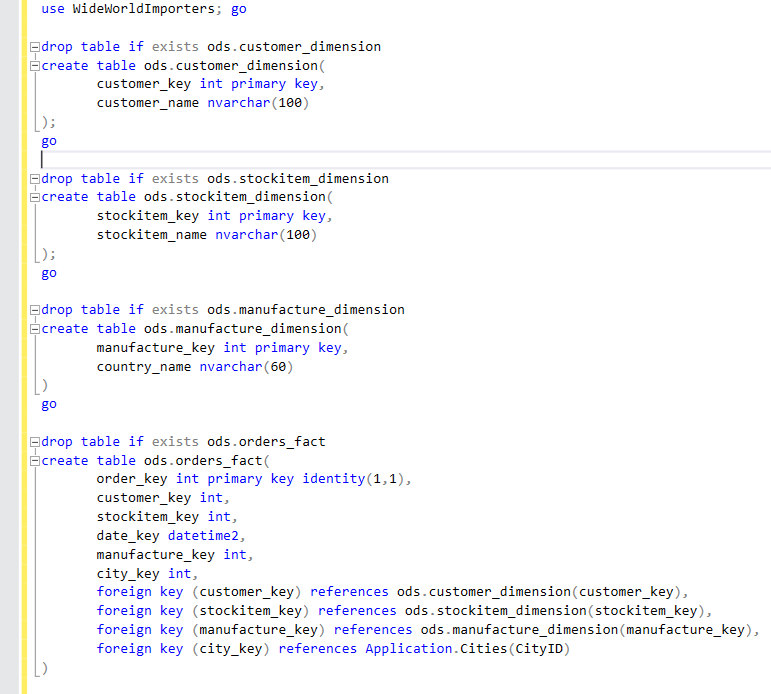 use WideWorldImporters; go
drop table if exists ods.customer_dimension
create table ods.customer_dimension(
customer_key int primary key,
customer_name nvarchar(100)
);
go
drop table if exists ods.stockitem_dimension
create table ods.stockitem_dimension(
stockitem_key int primary key,
stockitem_name nvarchar(100)
);
go
drop table if exists ods.manufacture_dimension
create table ods.manufacture_dimension(
manufacture_key int primary key,
country_name nvarchar(60)
)
go
drop table if exists ods.orders_fact
create table ods.orders_fact(
order_key int primary key identity(1,1),
customer_key int,
stockitem_key int,
date_key datetime2,
manufacture_key int,
city_key int,
foreign key (customer_key) references ods.customer_dimension(customer_key),
foreign key (stockitem_key) references ods.stockitem_dimension(stockitem_key),
foreign key (manufacture_key) references ods.manufacture_dimension(manufacture_key),
foreign key (city_key) references Application.Cities(CityID)
)